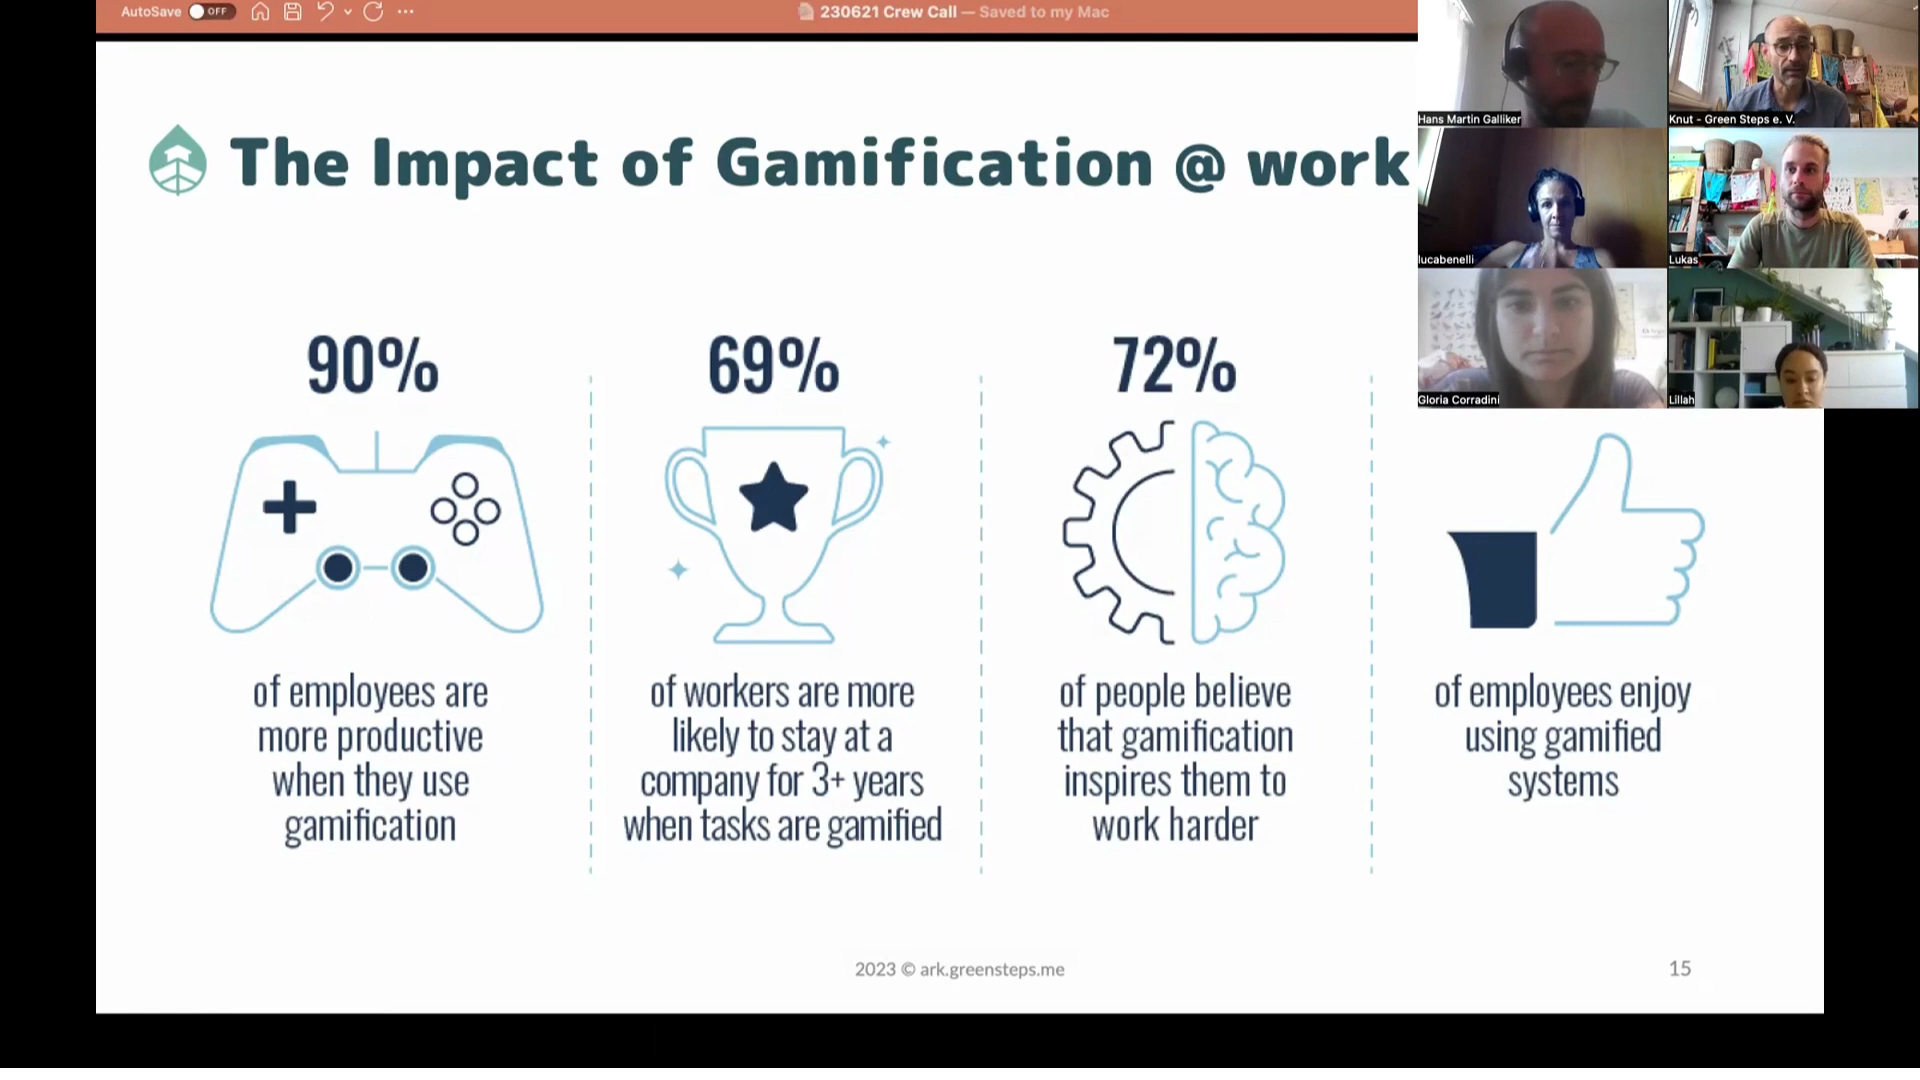 AutoSave OFF
230621 Crew Call — Saved to my Mac
The Impact of Gamification @ work
Hans Martin Galliker
Knut - Green Steps e. V.
lucabenelli
Lukas
Gloria Corradini
Lillah
90%
of employees are
more productive
when they use
gamification
69%
of workers are more
likely to stay at a
company for 3+ years
when tasks are gamified
72%
of people believe
that gamification
inspires them to
work harder
of employees enjoy
using gamified
systems
2023 © ark.greensteps.me
15